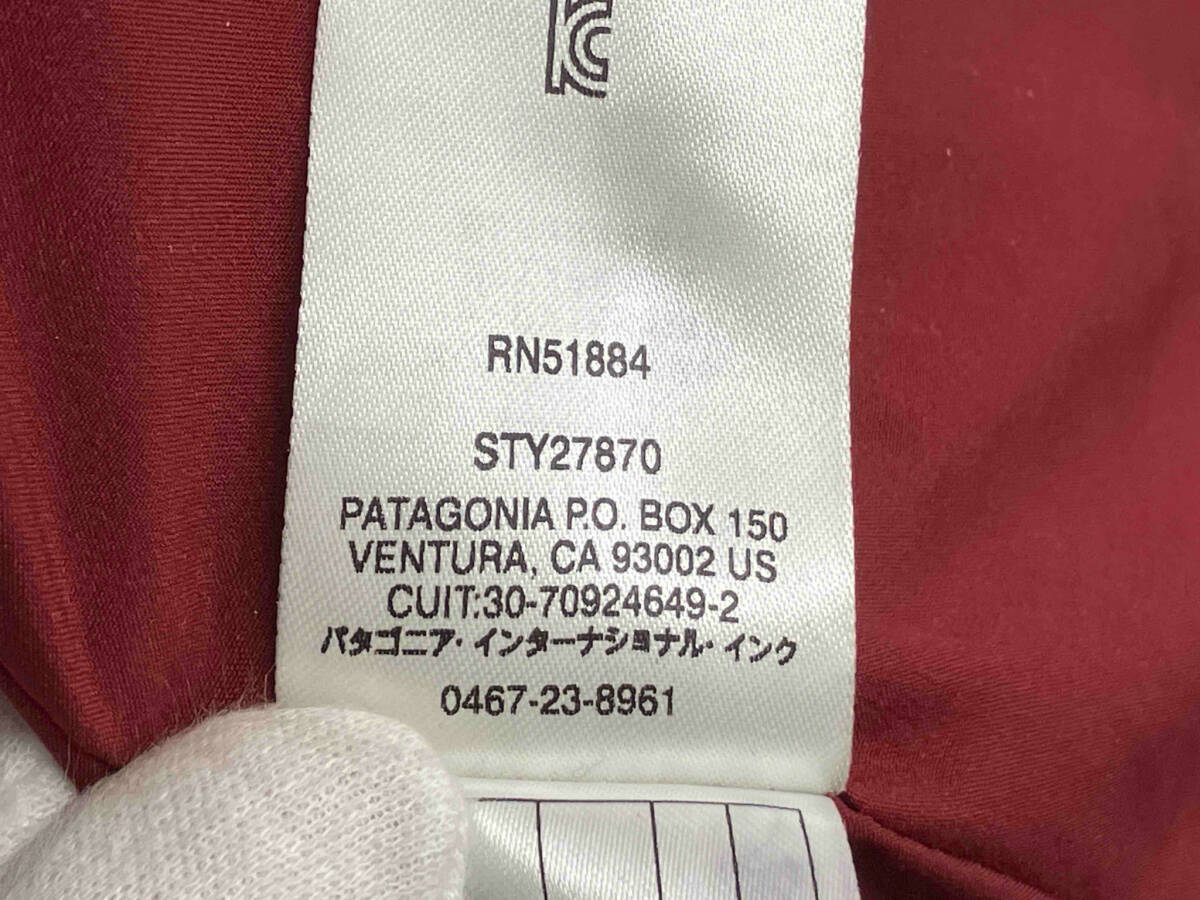 RN51884
STY27870
PATAGONIA P.O. BOX 150
VENTURA, CA 93002 US
CUIT:30-70924649-2
パタゴニア・インターナショナル・インク
0467-23-8961